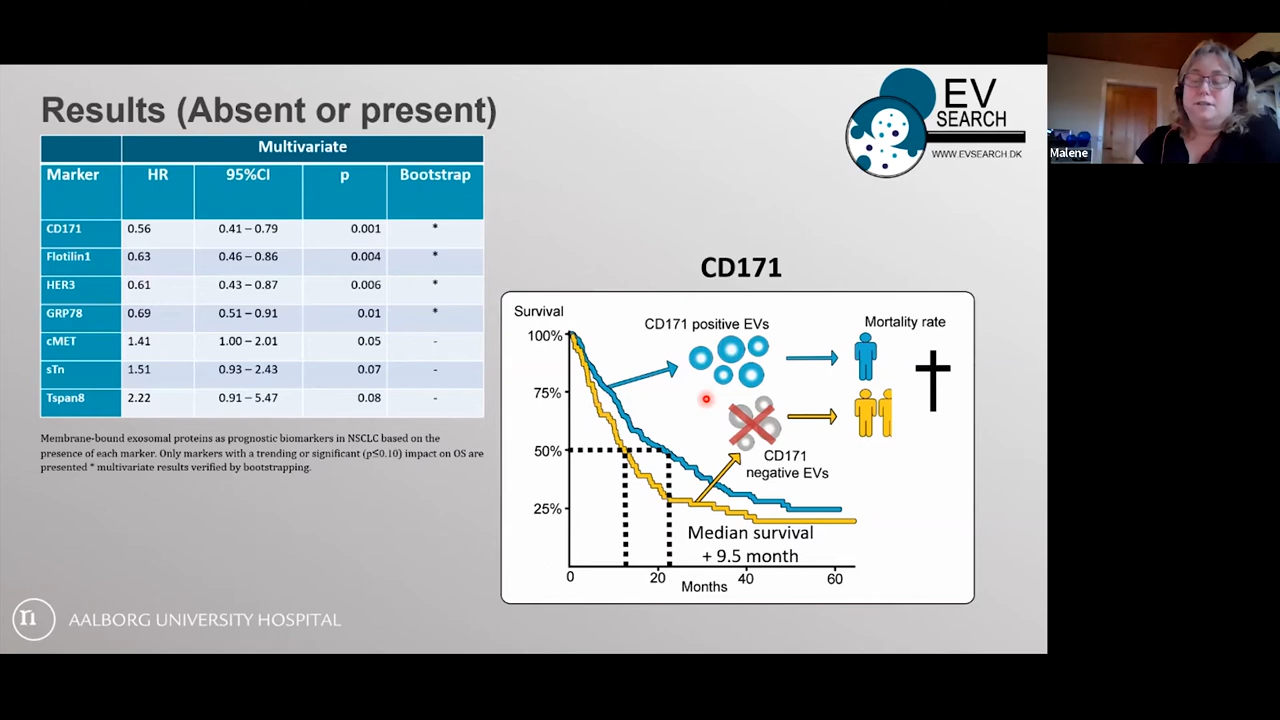 Results (Absent or present)
EV
SEARCH
WWW.EVSEARCH.DK
Malene
Multivariate
Marker HR 95%CI p Bootstrap
CD171 0.56 0.41 – 0.79 0.001 *
Flotilin1 0.63 0.46 – 0.86 0.004 *
HER3 0.61 0.43 – 0.87 0.006 *
GRP78 0.69 0.51 – 0.91 0.01 *
cMET 1.41 1.00 – 2.01 0.05 -
sTn 1.51 0.93 – 2.43 0.07 -
Tspan8 2.22 0.91 – 5.47 0.08 -
Membrane-bound exosomal proteins as prognostic biomarkers in NSCLC based on the
presence of each marker. Only markers with a trending or significant (p≤0.10) impact on OS are
presented * multivariate results verified by bootstrapping.
CD171
Survival
100%
75%
50%
25%
CD171 positive EVs
Mortality rate
CD171
negative EVs
Median survival
+ 9.5 month
0 20 40 60
Months
n AALBORG UNIVERSITY HOSPITAL